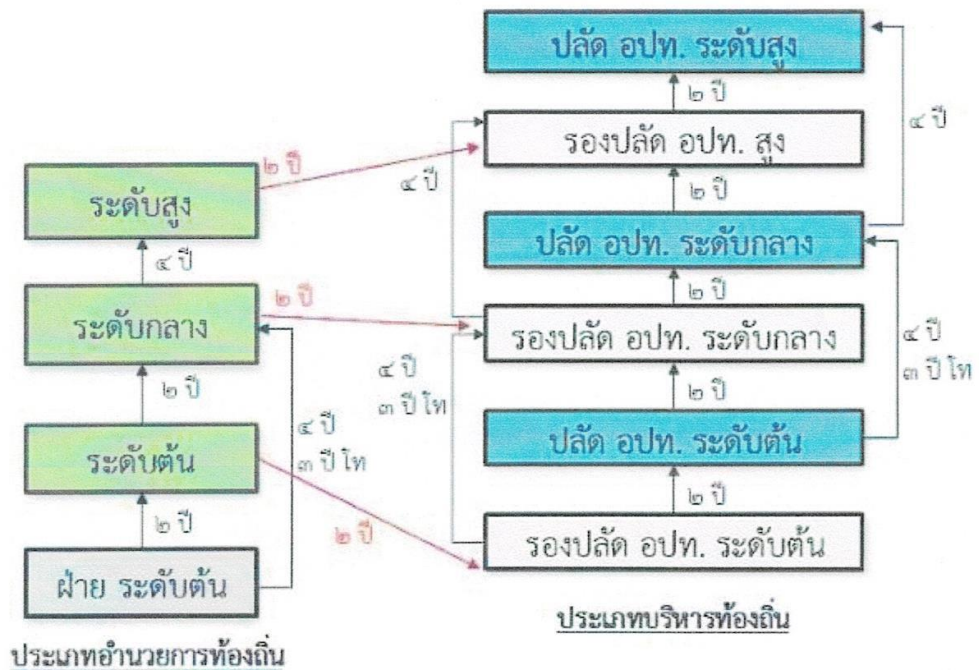 ปลัด อปท. ระดับสูง
๒ ปี
๔ ปี
รองปลัด อปท. สูง
๒ ปี
๔ ปี
ระดับสูง
๒ ปี
ปลัด อปท. ระดับกลาง
๔ ปี
๒ ปี
๒ ปี
ระดับกลาง
รองปลัด อปท. ระดับกลาง
๔ ปี
๓ ปี โท
๒ ปี
๔ ปี
๓ ปี โท
๒ ปี
๔ ปี
๓ ปี โท
ระดับต้น
ปลัด อปท. ระดับต้น
๒ ปี
๒ ปี
๒ ปี
ฝ่าย ระดับต้น
รองปลัด อปท. ระดับต้น
ประเภทบริหารท้องถิ่น
ประเภทอำนวยการท้องถิ่น